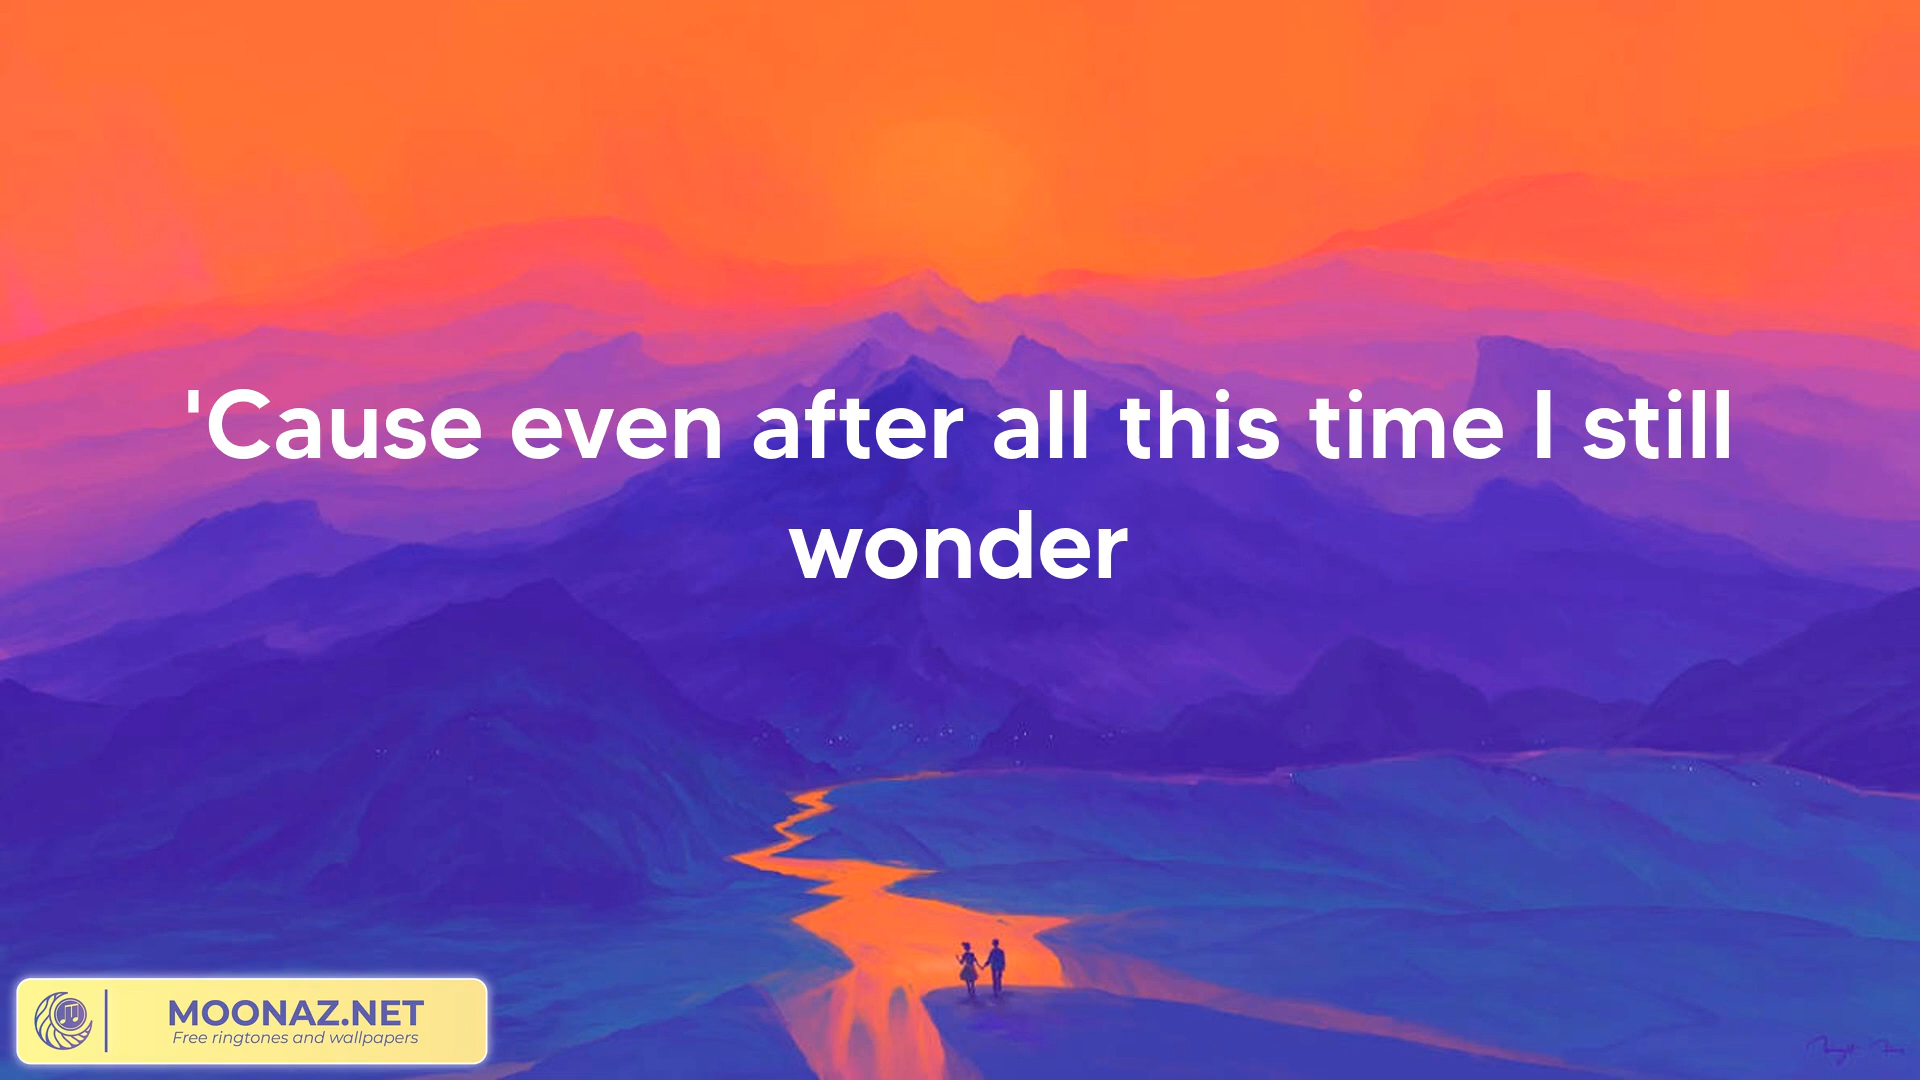 'Cause even after all this time I still
wonder
MOONAZ.NET
Free ringtones and wallpapers